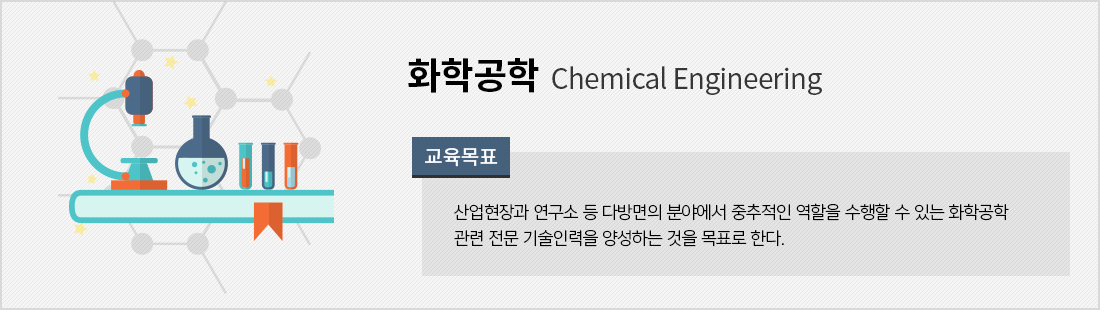 화학공학 Chemical Engineering
교육목표
산업현장과 연구소 등 다방면의 분야에서 중추적인 역할을 수행할 수 있는 화학공학
관련 전문 기술인력을 양성하는 것을 목표로 한다.